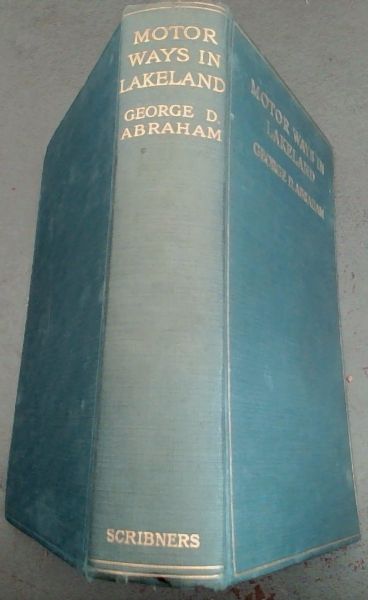 MOTOR
WAYS IN
LAKELAND
GEORGE D.
ABRAHAM
SCRIBNERS
MOTOR WAYS IN
LAKELAND
GEORGE D. ABRAHAM